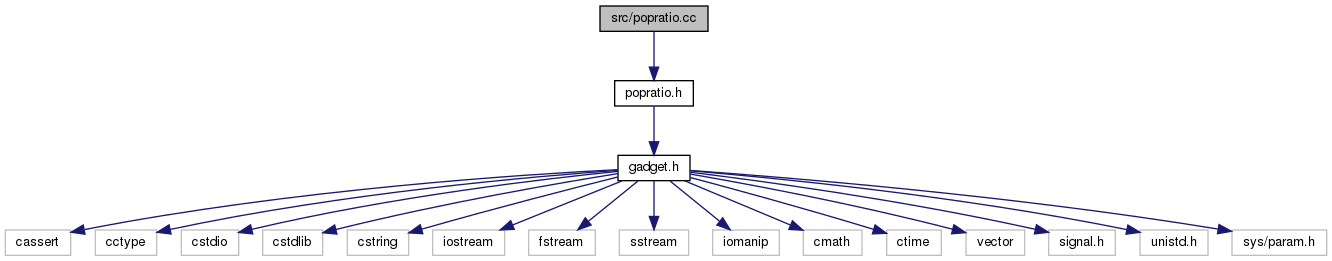 src/popratio.cc
popratio.h
gadget.h
cassert
cctype
cstdio
cstdlib
cstring
iostream
fstream
sstream
iomanip
cmath
ctime
vector
signal.h
unistd.h
sys/param.h